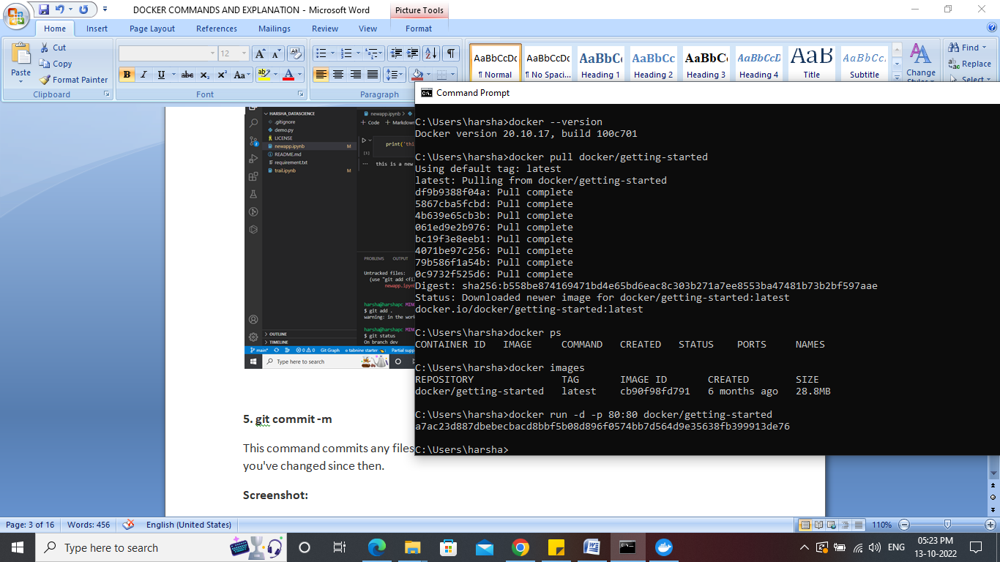 DOCKER COMMANDS AND EXPLANATION - Microsoft Word
Picture Tools
Home Insert Page Layout References Mailings Review View Format
Cut
Copy
Format Painter
Paste
Clipboard
12
B I U abc x₂ x² Aa ab A
Font
Paragraph
AaBbCcDc AaBbCcDc AaBbC AaBbCc AaBbC AaBbCcD AaB AaBbCc.
¶ Normal ¶ No Spaci... Heading 1 Heading 2 Heading 3 Heading 4 Title Subtitle
Change
Find
Replace
Select
HARSHA_DATASCIENCE
.gitignore
demo.py
LICENSE
newapp.ipynb M
README.md
requirement.txt
trail.ipynb M
OUTLINE
TIMELINE
newapp.ipynb
+ Code + Markdown
print('thi
[1]
this is a new
PROBLEMS OUTPUT
Untracked files:
(use "git add <fi
newapp.ipyn
harsha@harshapc MING
$ git add .
warning: in the work
harsha@harshapc MING
$ git status
On branch dev
main* 0 0 Git Graph tabnine starter Partial supp
Type here to search
Command Prompt
C:\Users\harsha>docker --version
Docker version 20.10.17, build 100c701
C:\Users\harsha>docker pull docker/getting-started
Using default tag: latest
latest: Pulling from docker/getting-started
df9b9388f04a: Pull complete
5867cba5fcbd: Pull complete
4b639e65cb3b: Pull complete
061ed9e2b976: Pull complete
bc19f3e8eeb1: Pull complete
4071be97c256: Pull complete
79b586f1a54b: Pull complete
0c9732f525d6: Pull complete
Digest: sha256:b558be874169471bd4e65bd6eac8c303b271a7ee8553ba47481b73b2bf597aae
Status: Downloaded newer image for docker/getting-started:latest
docker.io/docker/getting-started:latest
C:\Users\harsha>docker ps
CONTAINER ID IMAGE COMMAND CREATED STATUS PORTS NAMES
C:\Users\harsha>docker images
REPOSITORY TAG IMAGE ID CREATED SIZE
docker/getting-started latest cb90f98fd791 6 months ago 28.8MB
C:\Users\harsha>docker run -d -p 80:80 docker/getting-started
a7ac23d887dbebecbacd8bbf5b08d896f0574bb7d564d9e35638fb399913de76
C:\Users\harsha>
5. git commit -m
This command commits any files
you've changed since then.
Screenshot:
Page: 3 of 16 Words: 456 English (United States) 110%
Type here to search
ENG
05:23 PM
13-10-2022